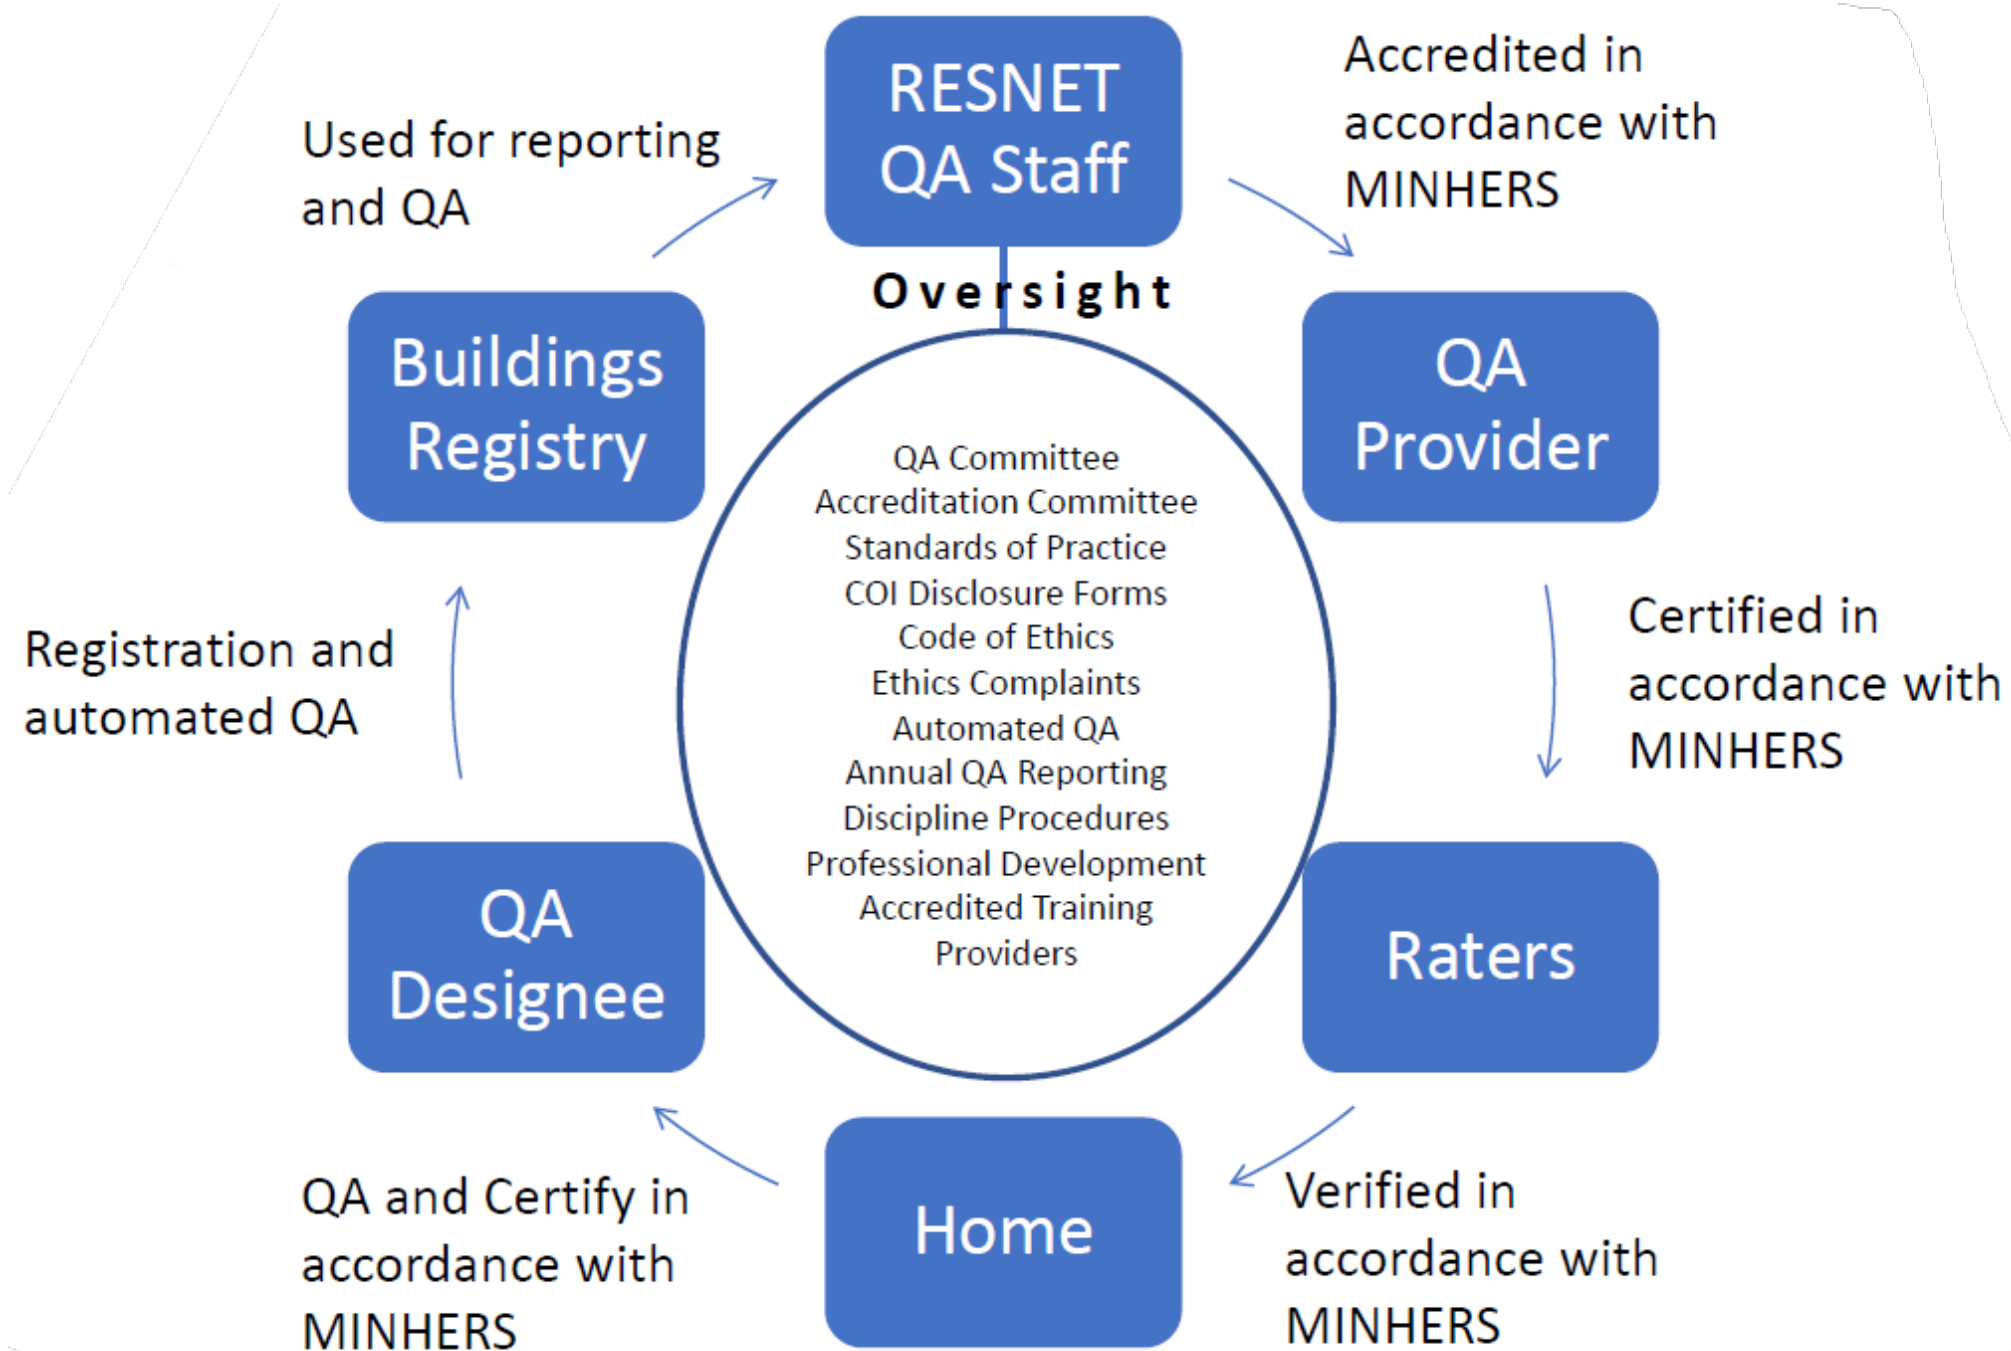 RESNET
QA Staff
Accredited in
accordance with
MINHERS
QA
Provider
Certified in
accordance with
MINHERS
Raters
Verified in
accordance with
MINHERS
Home
QA and Certify in
accordance with
MINHERS
QA
Designee
Registration and
automated QA
Buildings
Registry
Used for reporting
and QA
Oversight
QA Committee
Accreditation Committee
Standards of Practice
COI Disclosure Forms
Code of Ethics
Ethics Complaints
Automated QA
Annual QA Reporting
Discipline Procedures
Professional Development
Accredited Training
Providers